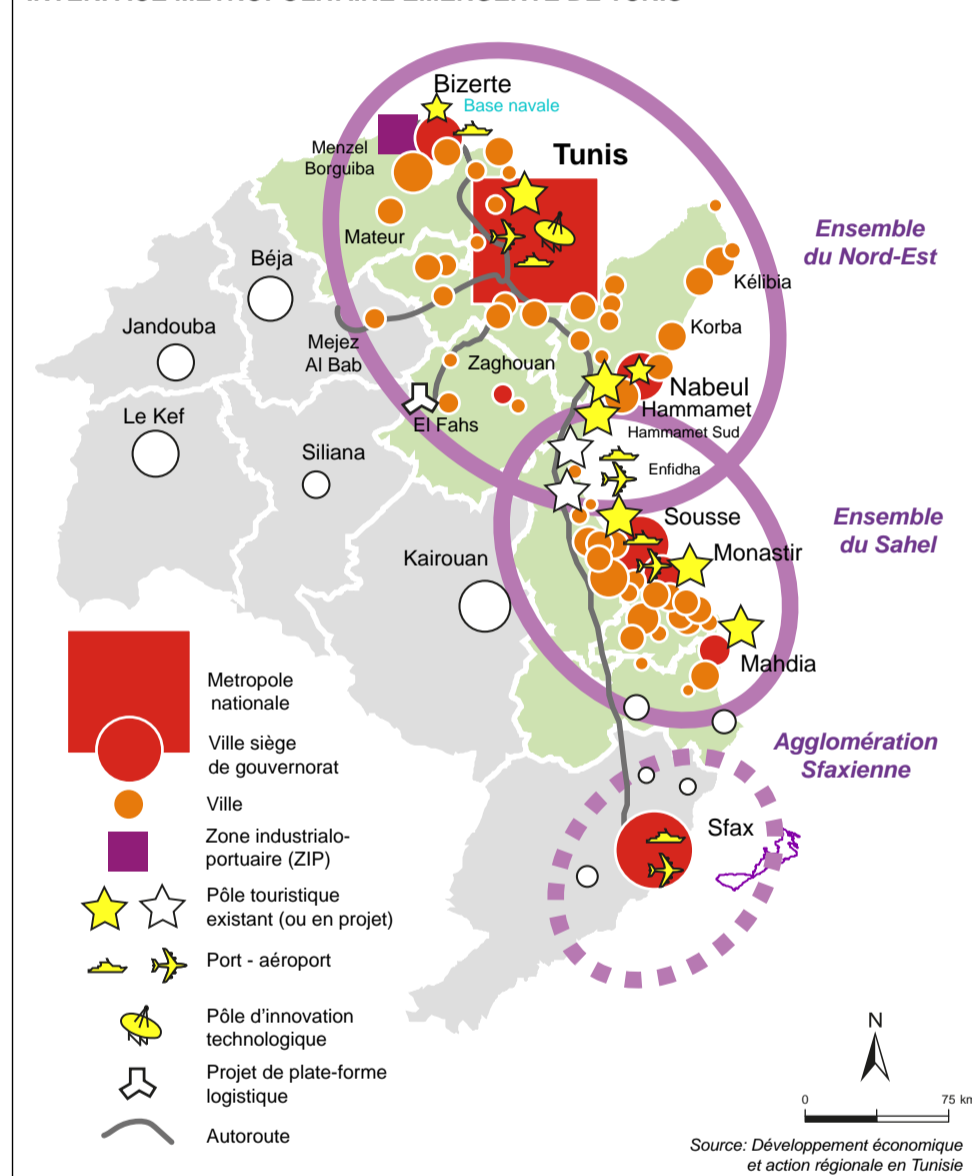 Bizerte
Base navale
Menzel
Borguiba
Tunis
Mateur
Béja
Jandouba
Mejez
Al Bab
Le Kef
Siliana
Zaghouan
El Fahs
Kélibia
Korba
Nabeul
Hammamet
Hammamet Sud
Enfidha
Ensemble
du Nord-Est
Sousse
Monastir
Kairouan
Mahdia
Ensemble
du Sahel
Agglomération
Sfaxienne
Sfax
Metropole
nationale
Ville siège
de gouvernorat
Ville
Zone industrialo-
portuaire (ZIP)
Pôle touristique
existant (ou en projet)
Port - aéroport
Pôle d'innovation
technologique
Projet de plate-forme
logistique
Autoroute
N
0 75 km
Source: Développement économique
et action régionale en Tunisie